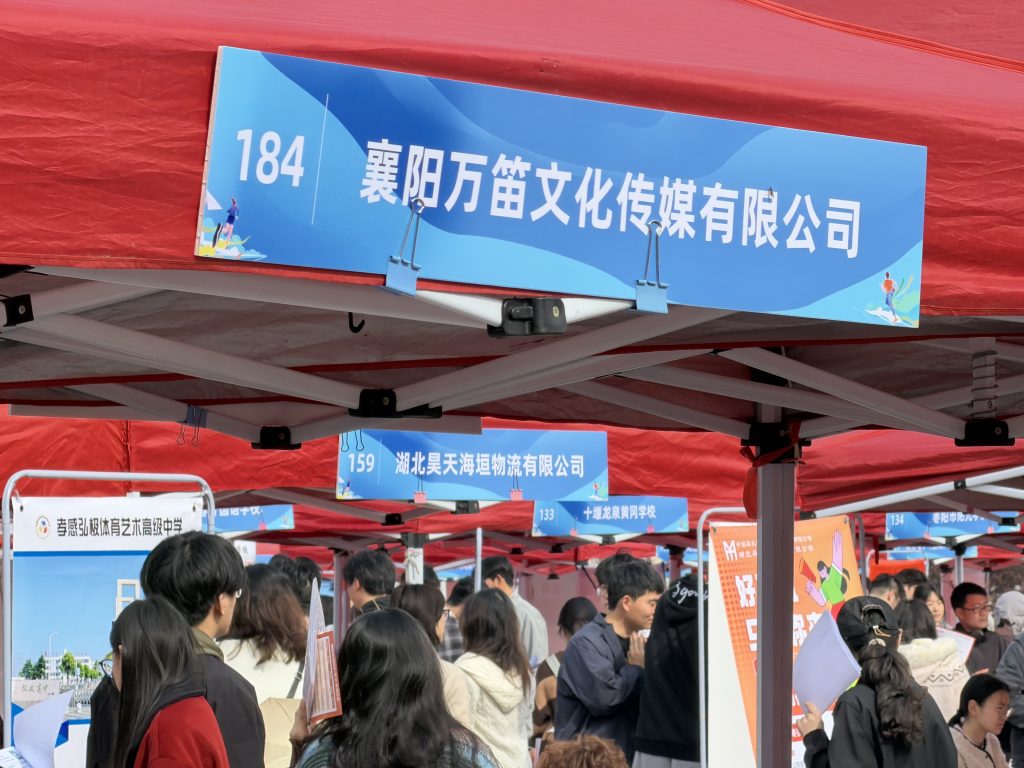 184 襄阳万笛文化传媒有限公司
159 湖北昊天海垣物流有限公司
133 十堰龙泉黄冈学校
134
孝感弘极体育艺术高级中学
好